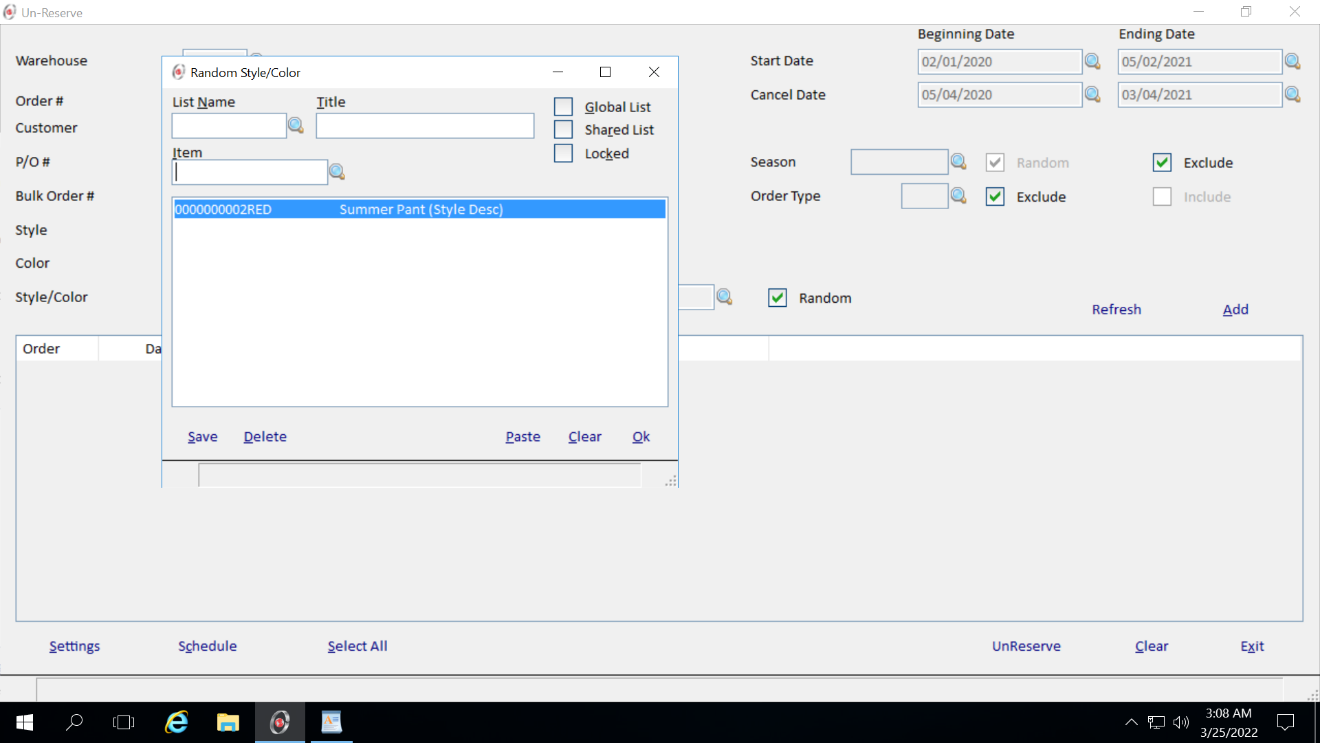 Un-Reserve
Beginning Date
Ending Date
Warehouse
Start Date
02/01/2020
05/02/2021
Random Style/Color
Cancel Date
05/04/2020
03/04/2021
Order #
List Name
Title
Global List
Customer
Shared List
Item
Locked
P/O #
Season
Random
Exclude
Bulk Order #
Order Type
Exclude
Include
0000000002RED
Summer Pant (Style Desc)
Style
Color
Style/Color
Random
Refresh
Add
Order
Da
Save
Delete
Paste
Clear
Ok
Settings
Schedule
Select All
UnReserve
Clear
Exit
3:08 AM
3/25/2022